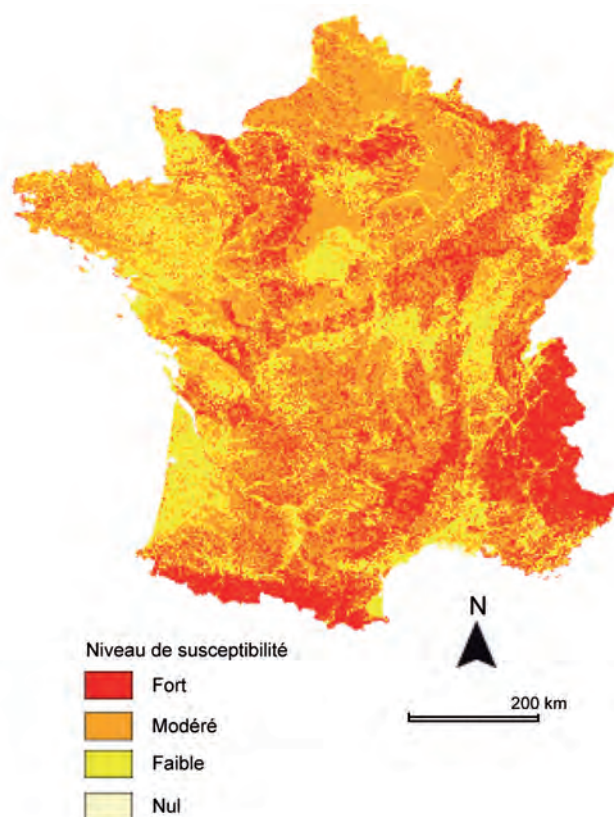 N
200 km
Niveau de susceptibilité
Fort
Modéré
Faible
Nul